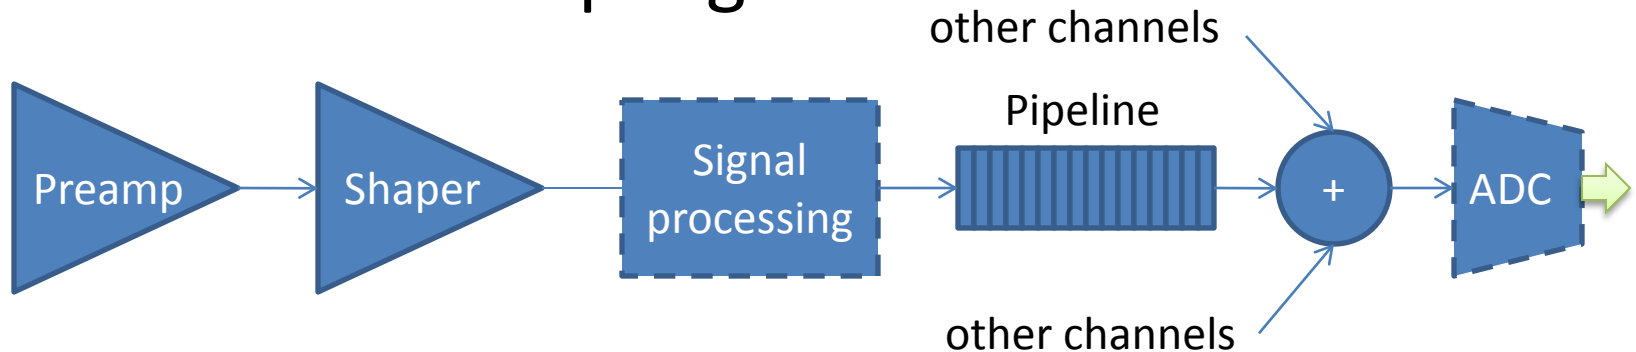 other channels
Pipeline
Preamp
Shaper
Signal
processing
+
ADC
other channels